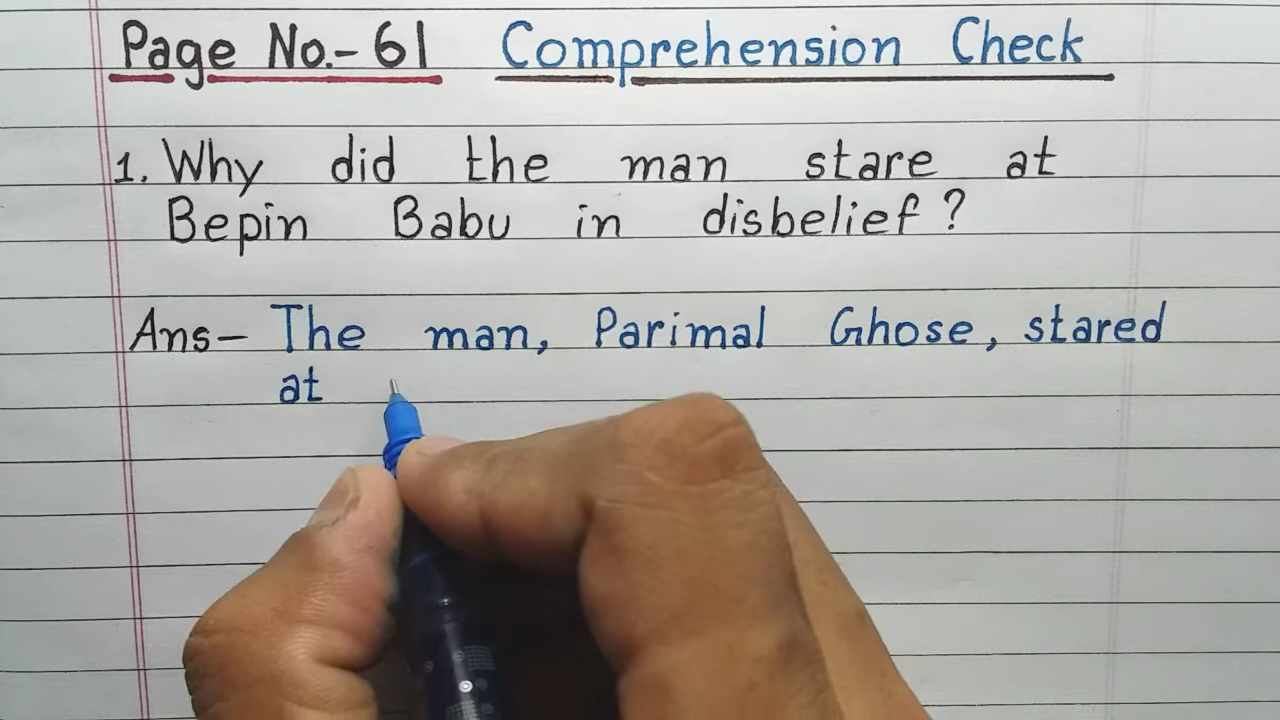 Page No.- 61 Comprehension Check
1. Why did the man stare at
Bepin Babu in disbelief?
Ans- The man, Parimal Ghose, stared
at